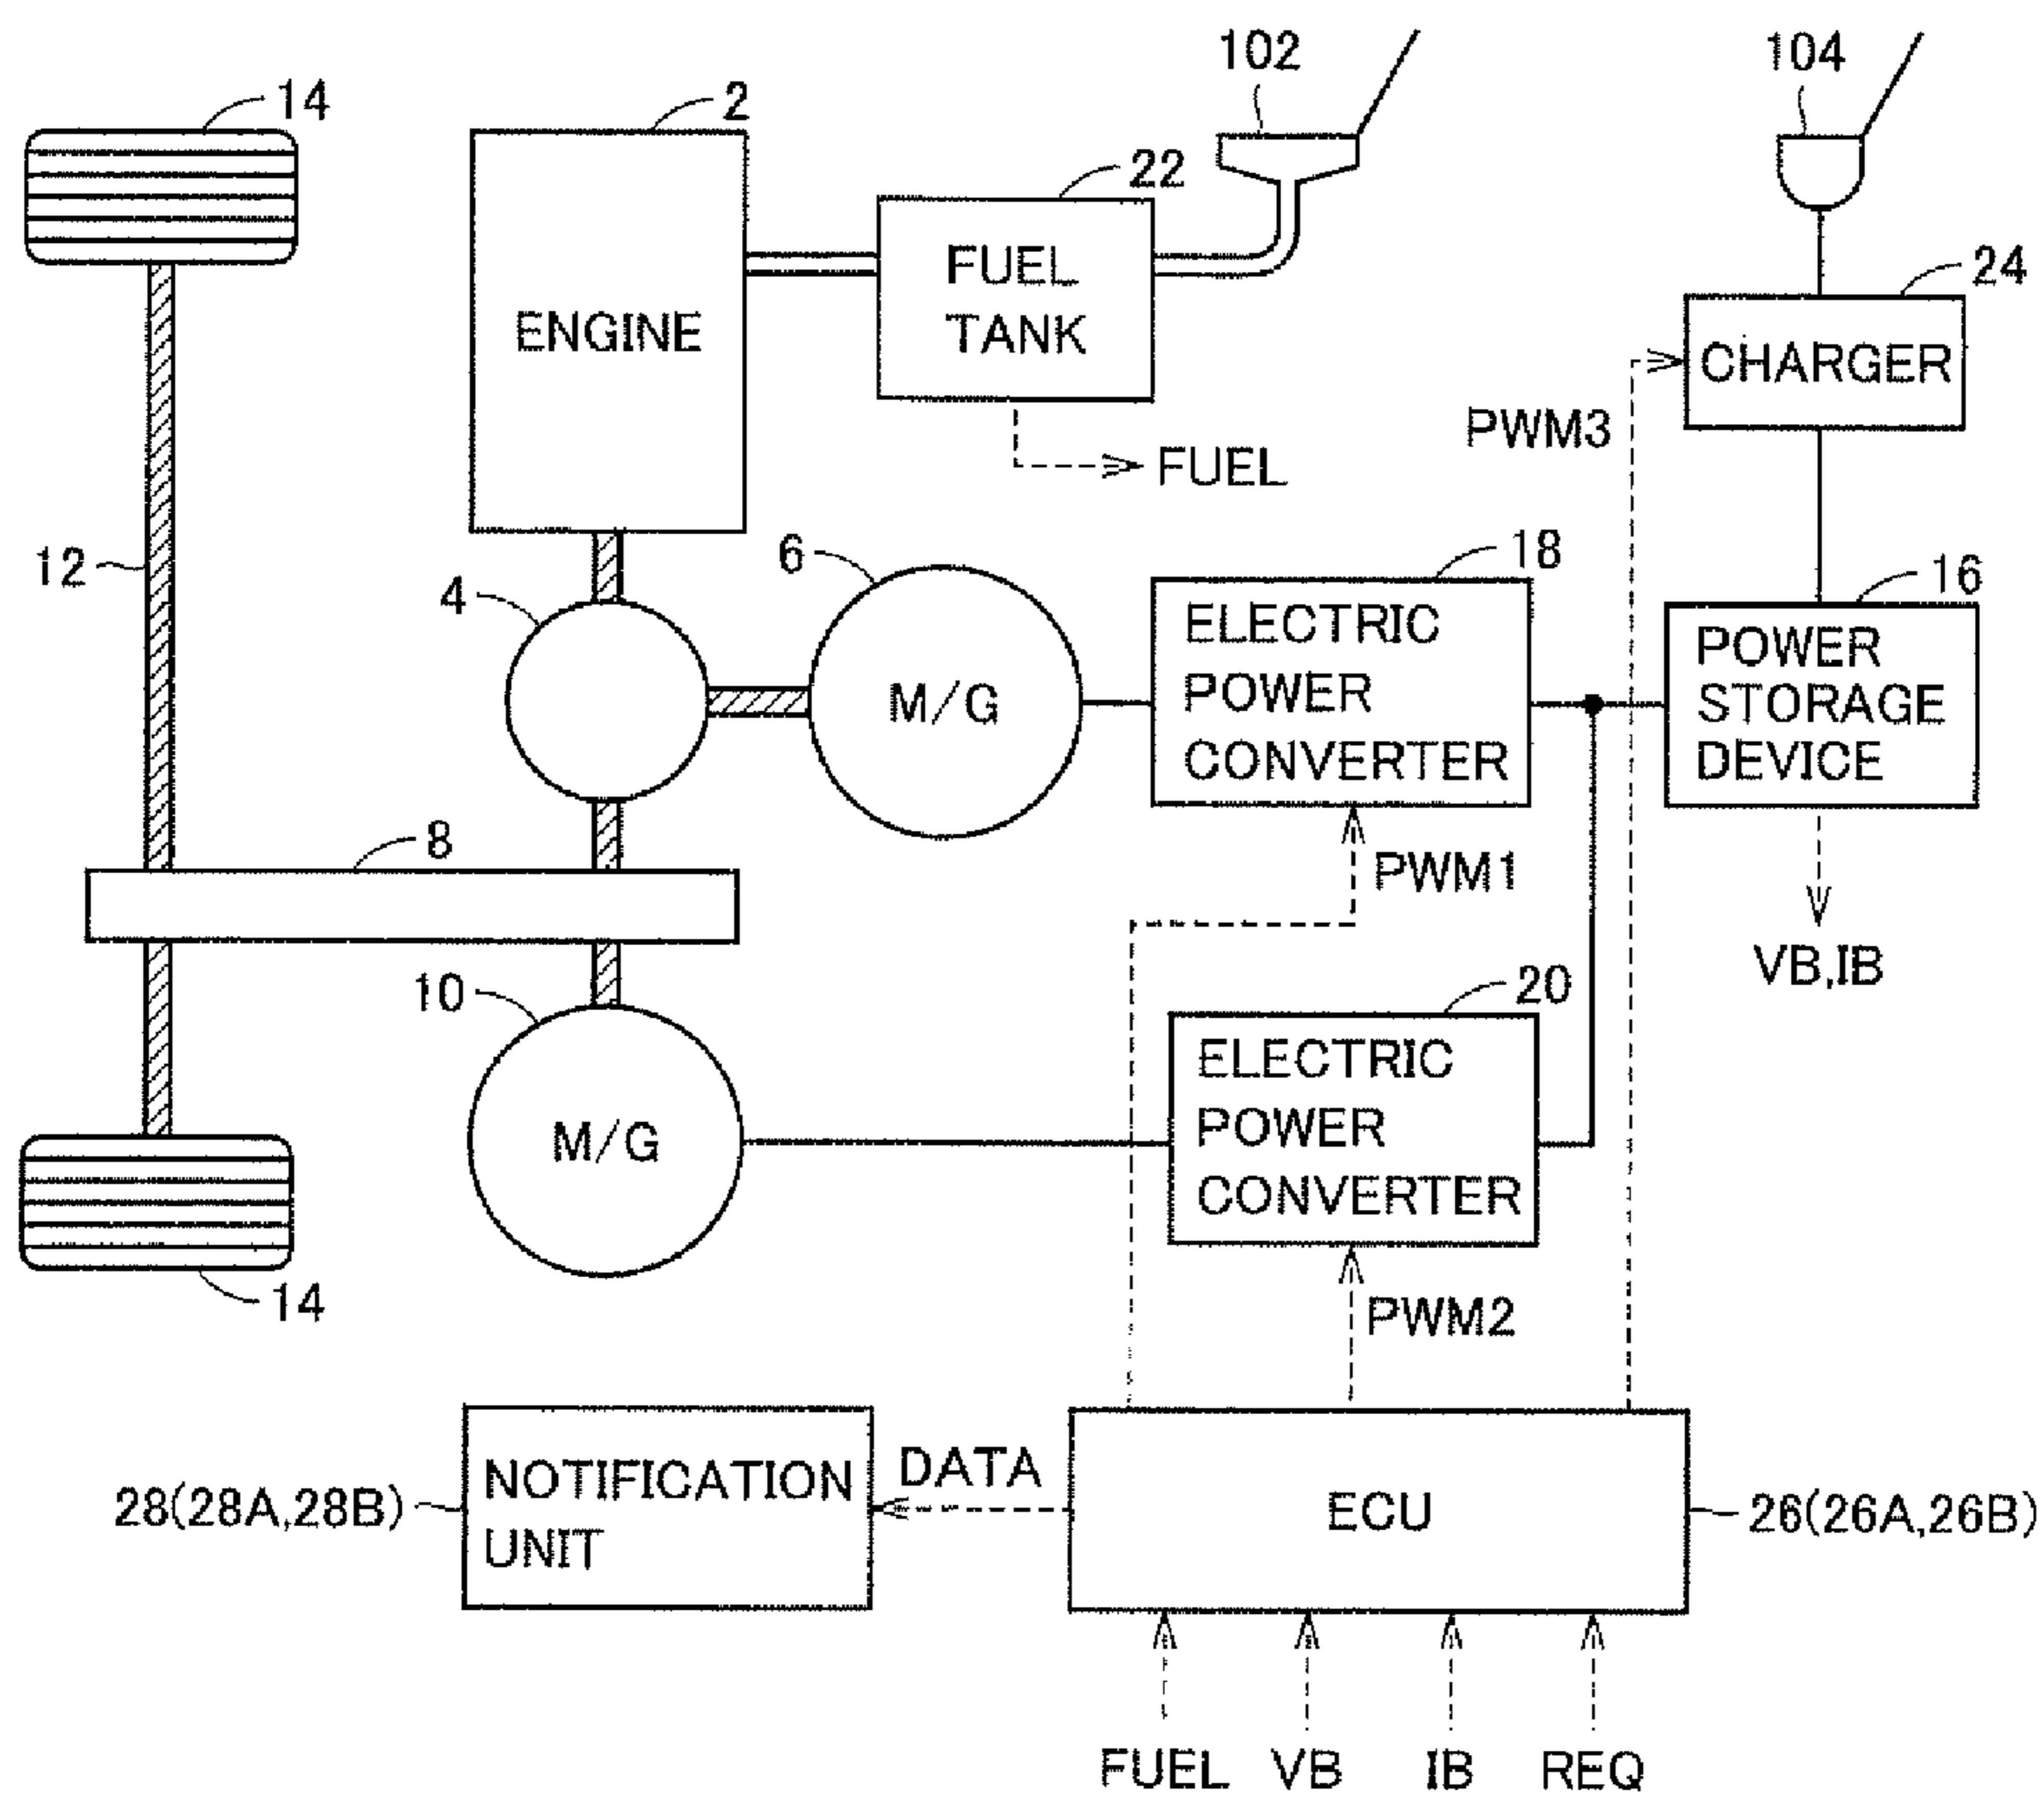 102
104
14
2
22
24
FUEL
TANK
ENGINE
CHARGER
PWM3
FUEL
12
6
18
16
4
ELECTRIC
POWER
CONVERTER
POWER
STORAGE
DEVICE
M/G
8
PWM1
VB,IB
10
20
ELECTRIC
POWER
CONVERTER
M/G
14
PWM2
NOTIFICATION
UNIT
DATA
28(28A,28B)
ECU
26(26A,26B)
FUEL VB IB REQ